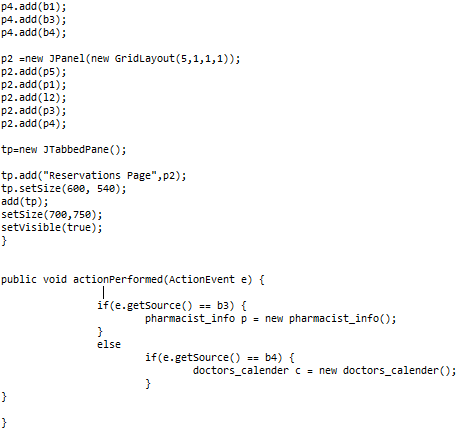 p4.add(b1);
p4.add(b3);
p4.add(b4);

p2 =new JPanel(new GridLayout(5,1,1,1));
p2.add(p5);
p2.add(p1);
p2.add(l2);
p2.add(p3);
p2.add(p4);

tp=new JTabbedPane();

tp.add("Reservations Page",p2);
tp.setSize(600, 540);
add(tp);
setSize(700,750);
setVisible(true);
}

public void actionPerformed(ActionEvent e) {

            if(e.getSource() == b3) {
                  pharmacist_info p = new pharmacist_info();
            }
            else
                  if(e.getSource() == b4) {
                        doctors_calender c = new doctors_calender();
                  }
}

}